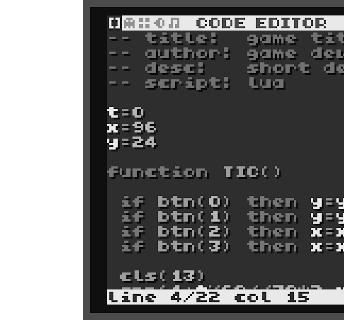 CODE EDITOR
-- title: game tit
-- author: game dev
-- desc: short de
-- script: lua
t=0
x=96
y=24
function TIC()
if btn(0) then y=y
if btn(1) then y=y
if btn(2) then x=x
if btn(3) then x=x
cls(13)
line 4/22 col 15